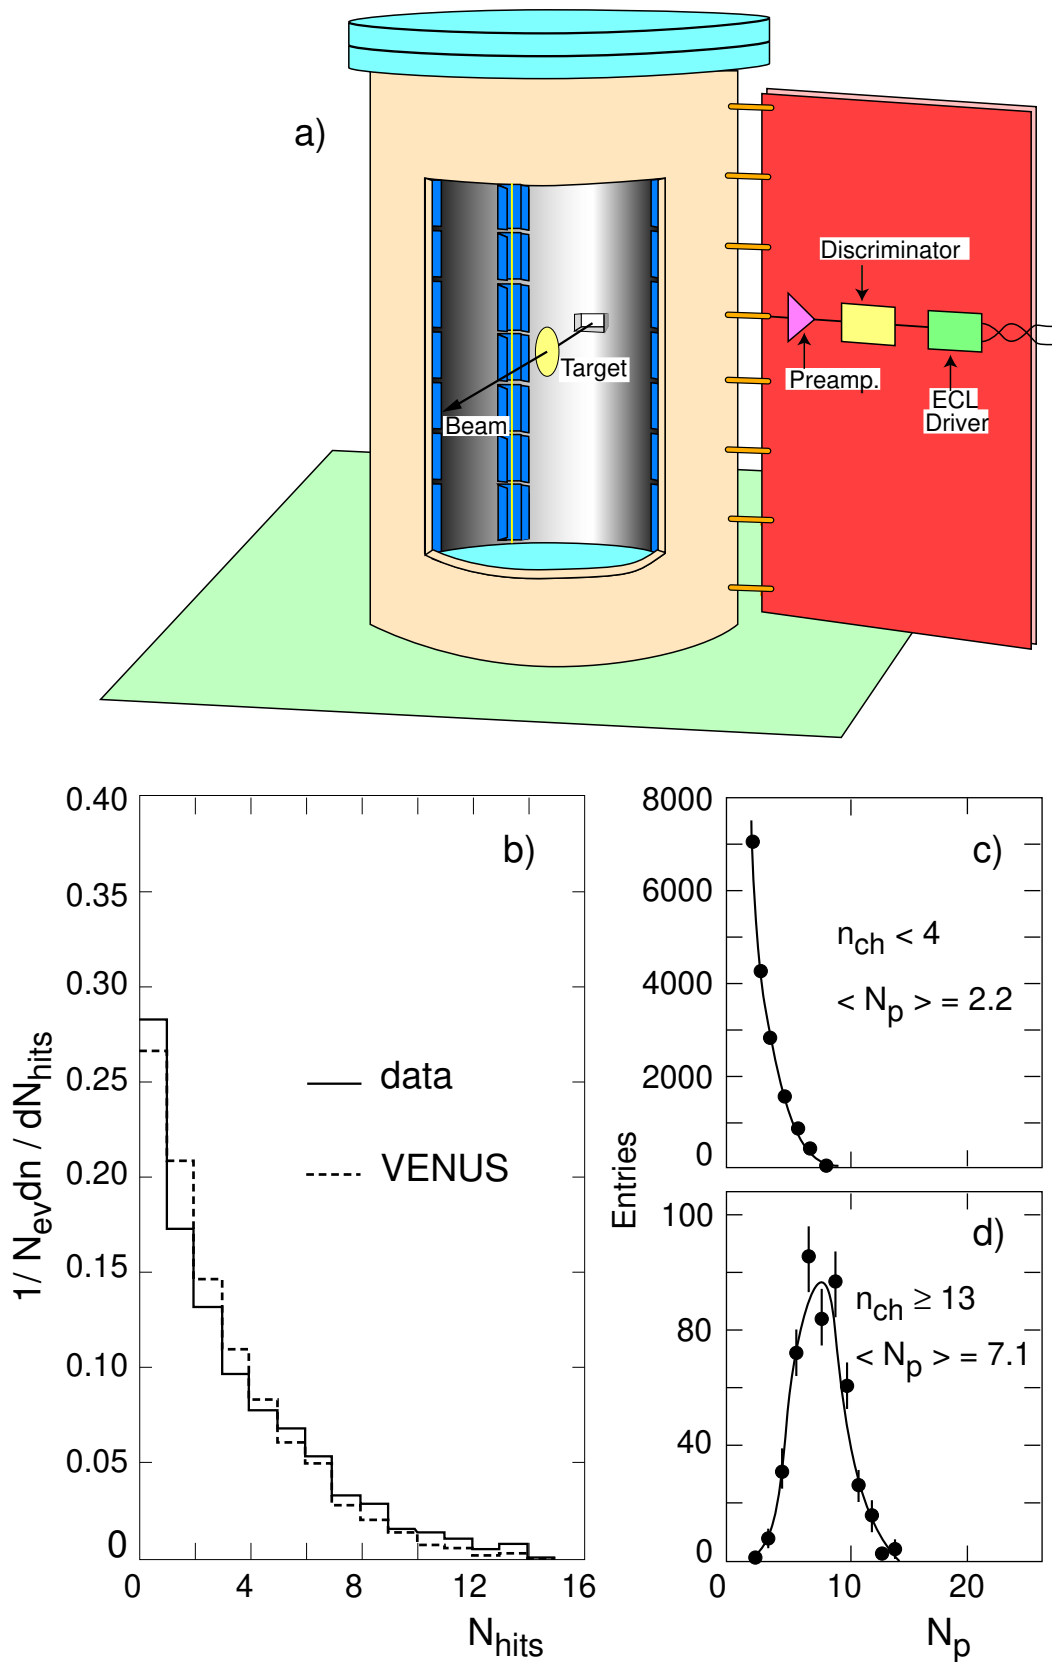 a)
Discriminator
Target
Preamp.
Beam
ECL
Driver
b)
0.40
0.35
0.30
0.25
0.20
0.15
0.10
0.05
0
1/ N_ev dn / dN_hits
data
VENUS
0 4 8 12 16
N_hits
c)
8000
6000
4000
2000
0
n_ch < 4
< N_p > = 2.2
Entries
d)
100
80
40
0
n_ch ≥ 13
< N_p > = 7.1
0 10 20
N_p